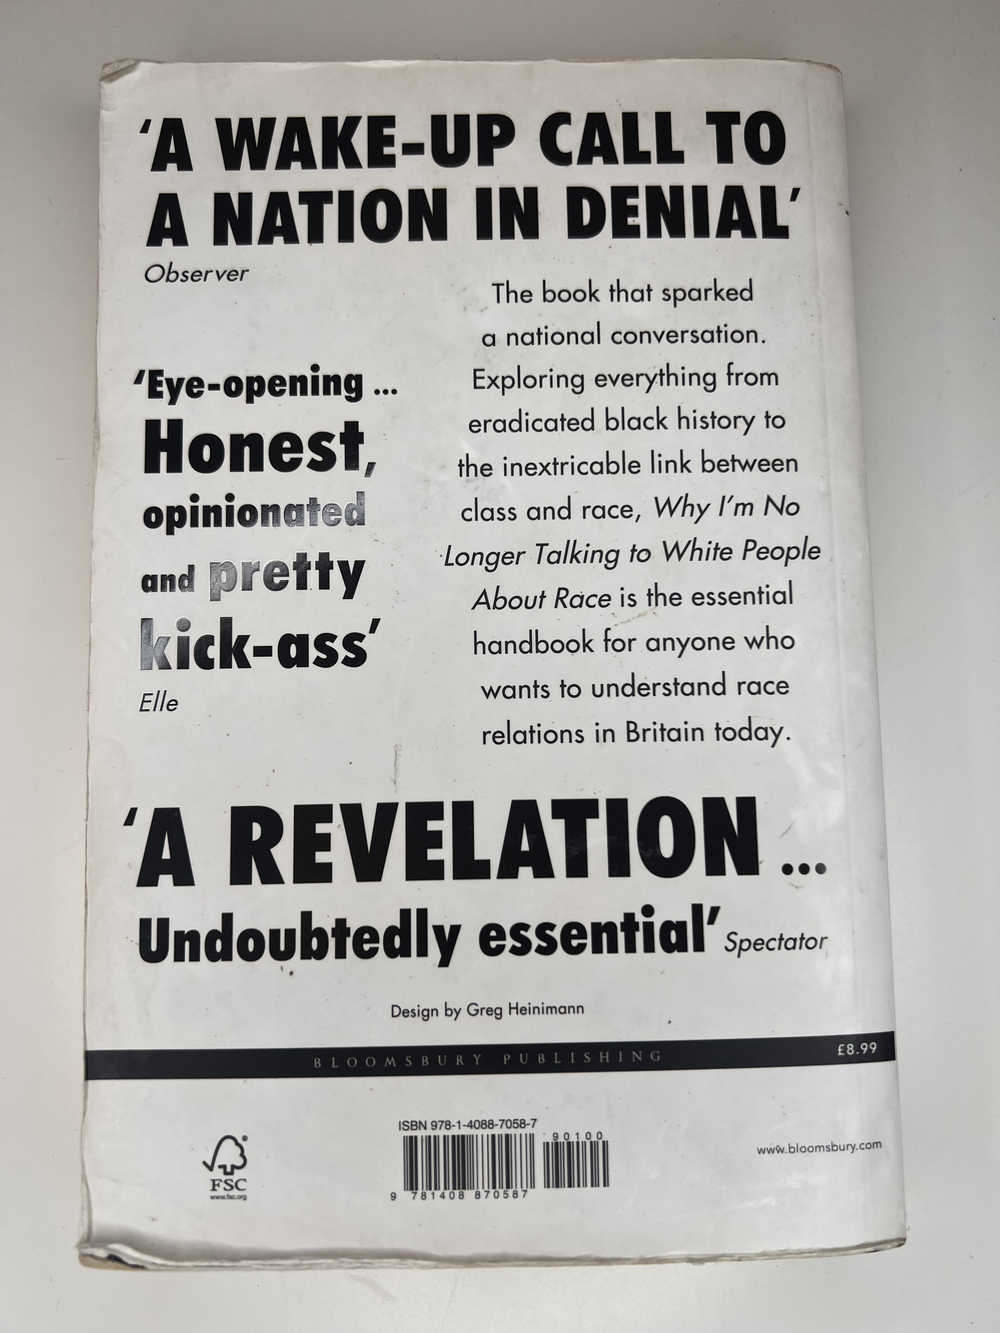 ‘A WAKE-UP CALL TO
A NATION IN DENIAL’
Observer
‘Eye-opening ...
Honest,
opinionated
and pretty
kick-ass’
Elle
The book that sparked
a national conversation.
Exploring everything from
eradicated black history to
the inextricable link between
class and race, Why I’m No
Longer Talking to White People
About Race is the essential
handbook for anyone who
wants to understand race
relations in Britain today.
‘A REVELATION ...
Undoubtedly essential’ Spectator
Design by Greg Heinimann
BLOOMSBURY PUBLISHING
£8.99
FSC
www.fsc.org
ISBN 978-1-4088-7058-7
90100
9 781408 870587
www.bloomsbury.com